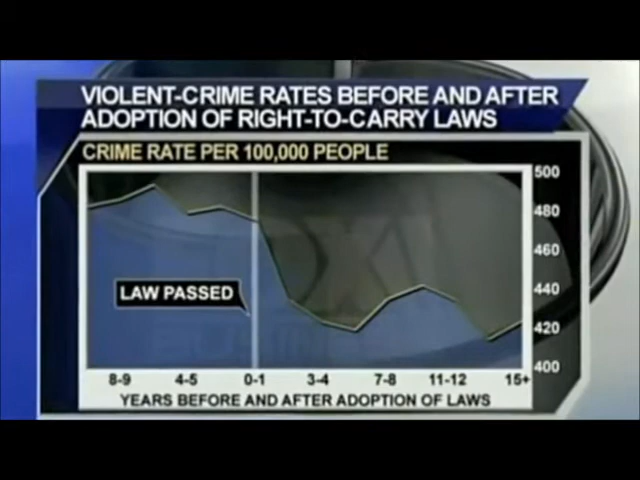 VIOLENT-CRIME RATES BEFORE AND AFTER
ADOPTION OF RIGHT-TO-CARRY LAWS
CRIME RATE PER 100,000 PEOPLE
500
480
460
440
420
400
LAW PASSED
8-9 4-5 0-1 3-4 7-8 11-12 15+
YEARS BEFORE AND AFTER ADOPTION OF LAWS